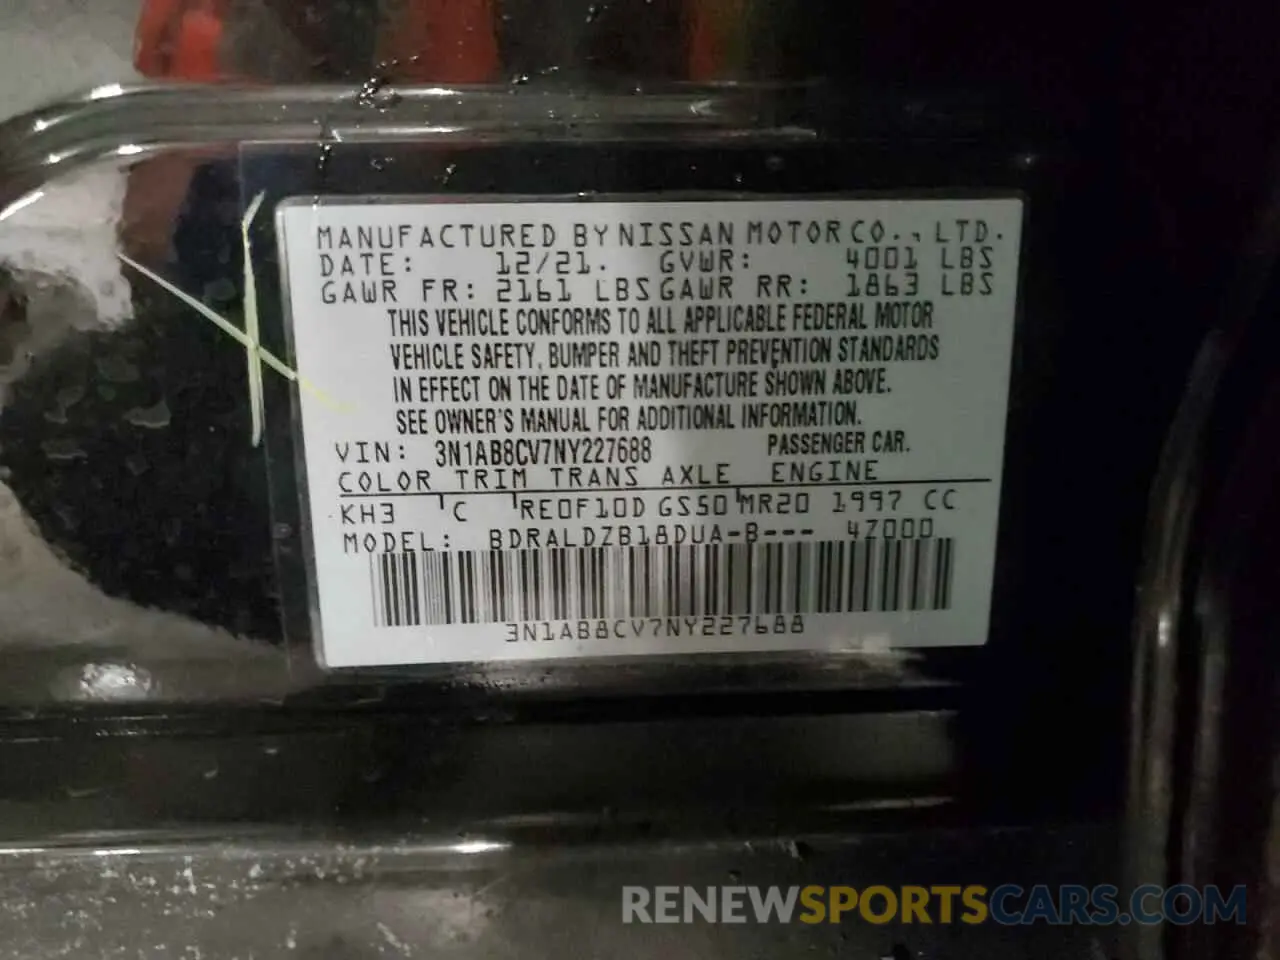 MANUFACTURED BY NISSAN MOTOR CO., LTD.
DATE: 12/21. GVWR: 4001 LBS
GAWR FR: 2161 LBS GAWR RR: 1863 LBS
THIS VEHICLE CONFORMS TO ALL APPLICABLE FEDERAL MOTOR
VEHICLE SAFETY, BUMPER AND THEFT PREVENTION STANDARDS
IN EFFECT ON THE DATE OF MANUFACTURE SHOWN ABOVE.
SEE OWNER'S MANUAL FOR ADDITIONAL INFORMATION.
VIN: 3N1AB8CV7NY227688 PASSENGER CAR.
COLOR TRIM TRANS AXLE ENGINE
KH3 C RE0F10D GS50 MR20 1997 CC
MODEL: BDRALDZB18DUA-B--- 4Z000
3N1AB8CV7NY227688
RENEWSPORTSCARS.COM